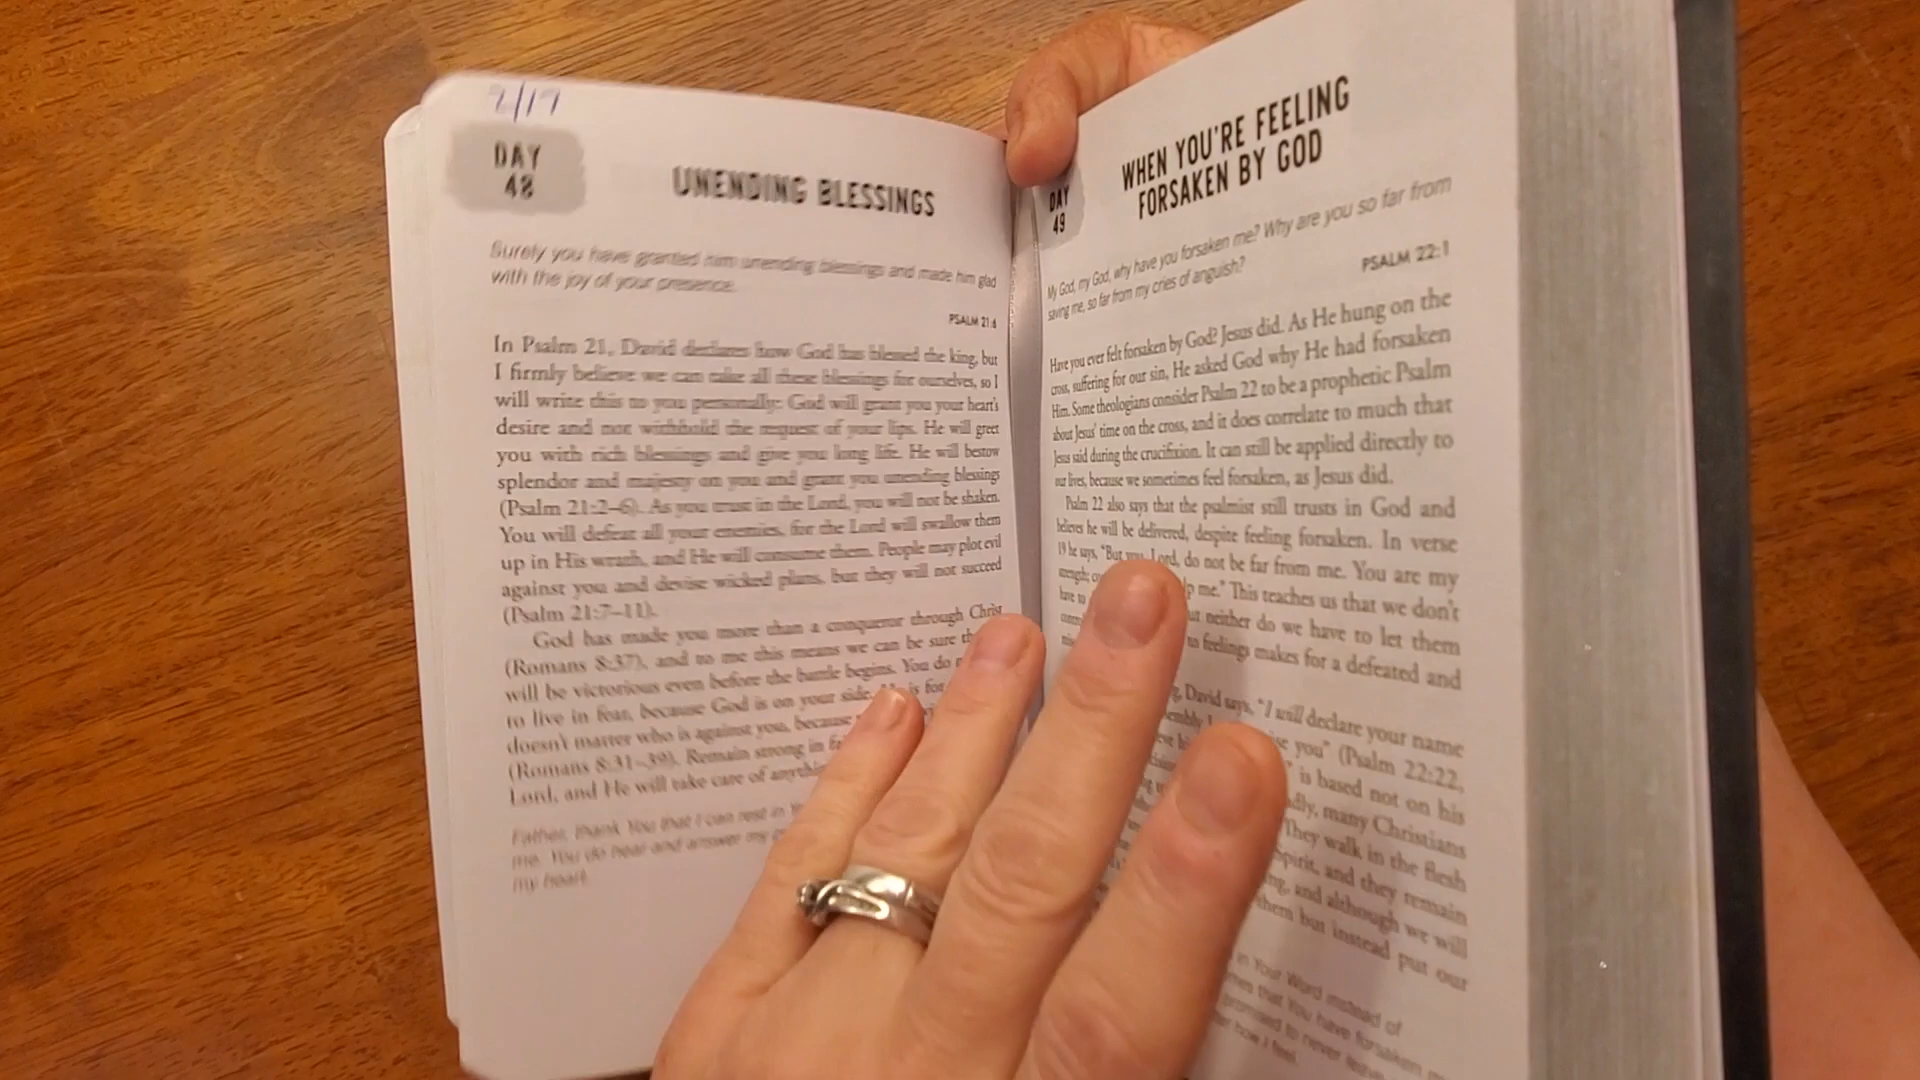 2/17
DAY
48
UNENDING BLESSINGS
Surely you have granted him unending blessings and made him glad
with the joy of your presence.
PSALM 21:6
In Psalm 21, David declares how God has blessed the king, but
I firmly believe we can take all these blessings for ourselves, so I
will write this to you personally: God will grant you your heart's
desire and not withhold the request of your lips. He will greet
you with rich blessings and give you long life. He will bestow
splendor and majesty on you and grant you unending blessings
(Psalm 21:2–6). As you trust in the Lord, you will not be shaken.
You will defeat all your enemies, for the Lord will swallow them
up in His wrath, and He will consume them. People may plot evil
against you and devise wicked plans, but they will not succeed
(Psalm 21:7–11).
God has made you more than a conqueror through Christ
(Romans 8:37), and to me this means we can be sure
will be victorious even before the battle begins. You do
to live in fear, because God is on your side. is for
doesn't matter who is against you, because
(Romans 8:31–39). Remain strong in
Lord, and He will take care of
Father, thank You that I can rest in
me. You do hear and answer my
my heart.
DAY
49
WHEN YOU'RE FEELING
FORSAKEN BY GOD
My God, my God, why have you forsaken me? Why are you so far from
saving me, so far from my cries of anguish?
PSALM 22:1
Have you ever felt forsaken by God? Jesus did. As He hung on the
cross, suffering for our sin, He asked God why He had forsaken
Him. Some theologians consider Psalm 22 to be a prophetic Psalm
about Jesus' time on the cross, and it does correlate to much that
Jesus said during the crucifixion. It can still be applied directly to
our lives, because we sometimes feel forsaken, as Jesus did.
Psalm 22 also says that the psalmist still trusts in God and
believes he will be delivered, despite feeling forsaken. In verse
19 he says, "But you, Lord, do not be far from me. You are my
strength; me." This teaches us that we don't
have to neither do we have to let them
feelings makes for a defeated and
David says, "I will declare your name
you" (Psalm 22:22,
is based not on his
many Christians
They walk in the flesh
Spirit, and they remain
and although we will
them but instead put our
in Your Word instead of
that You have forsaken
promised to never
how I feel.